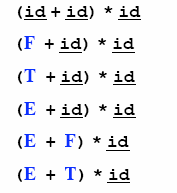 (id + id) * id
(F + id) * id
(T + id) * id
(E + id) * id
(E + F) * id
(E + T) * id